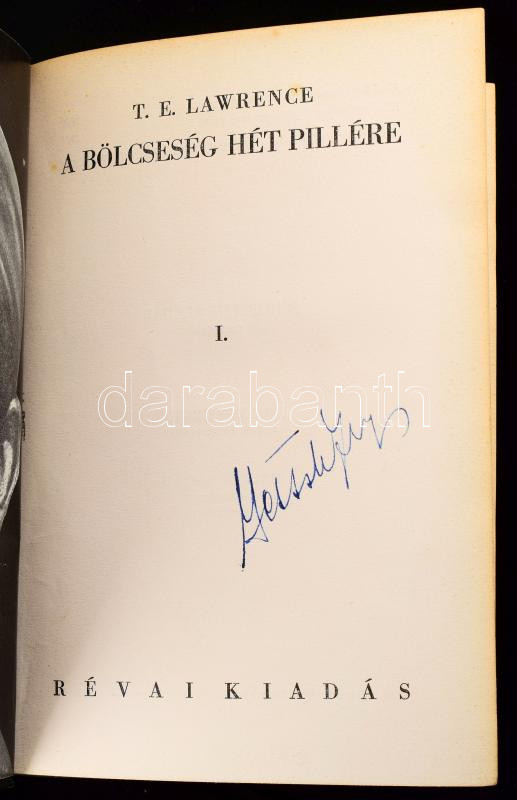 T. E. LAWRENCE
A BÖLCSESÉG HÉT PILLÉRE
I.
darabanth
RÉVAI KIADÁS